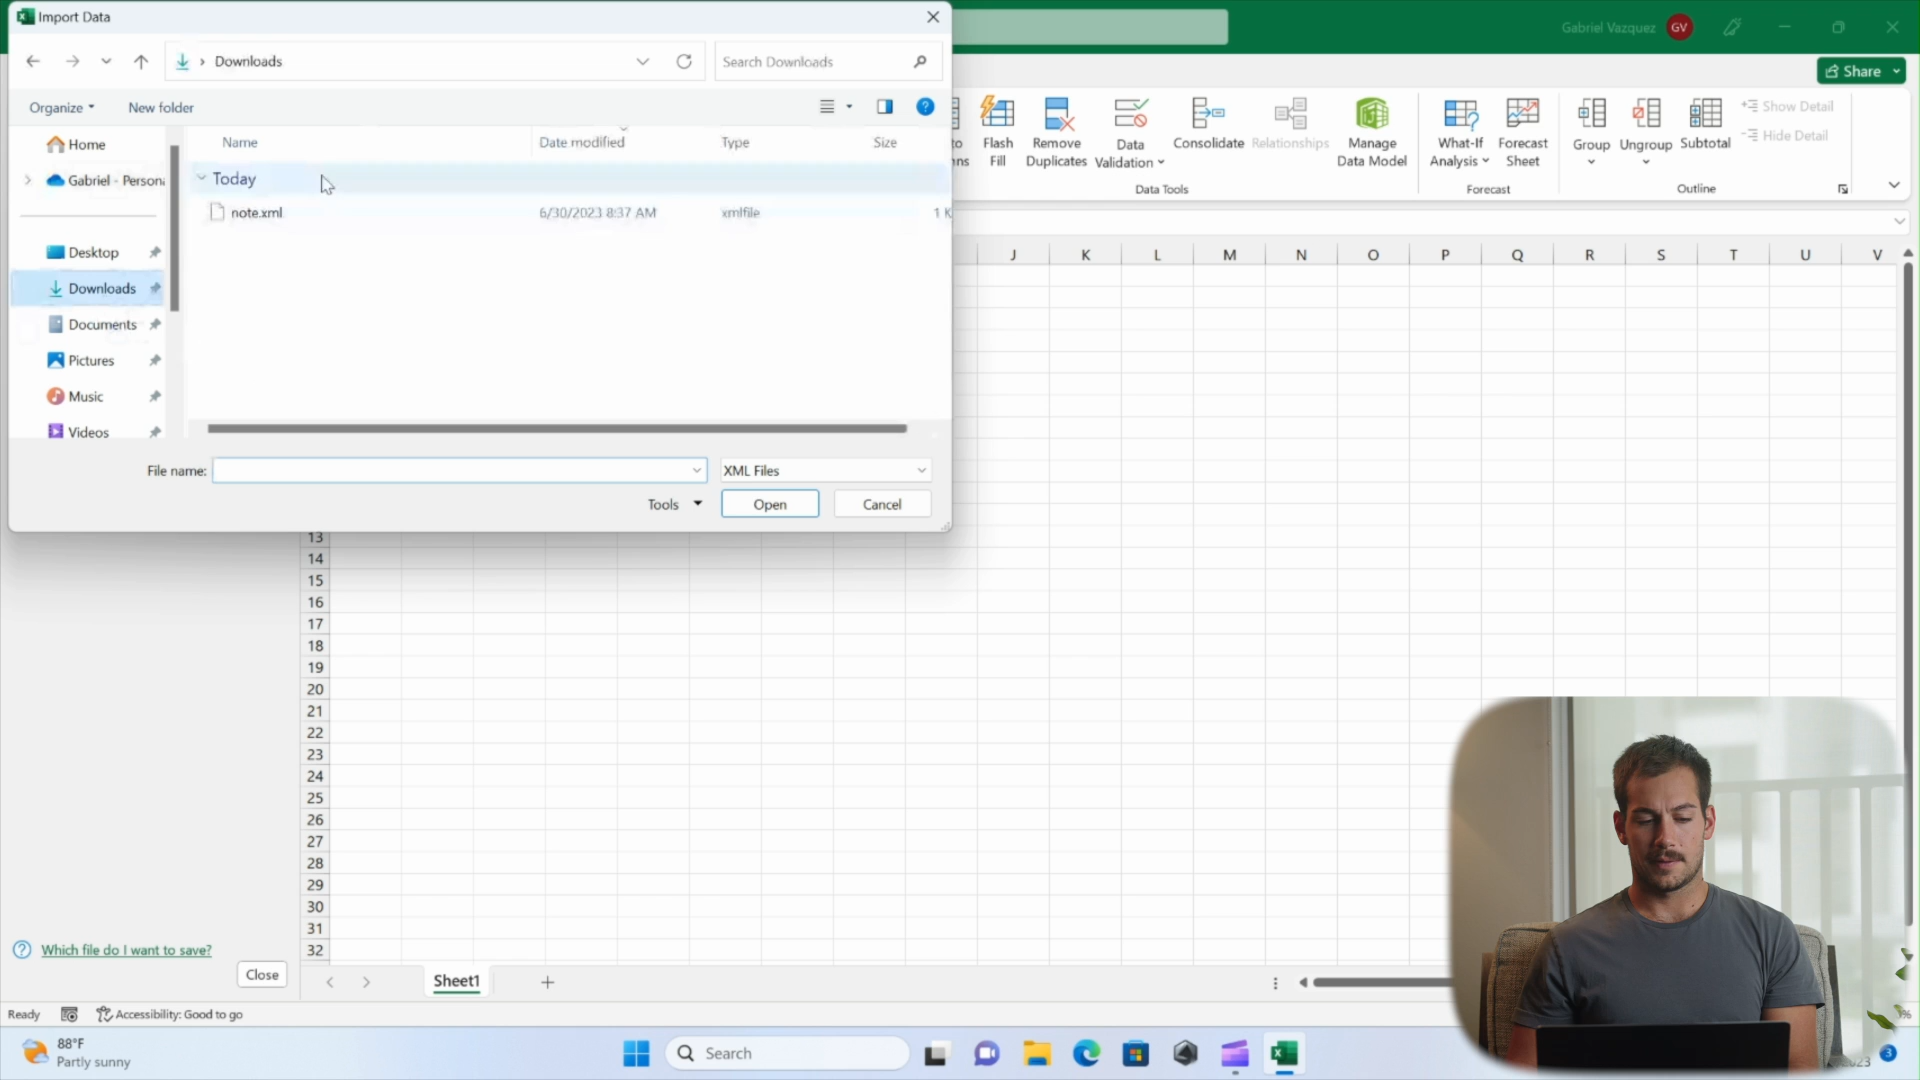 Import Data
Gabriel Vazquez GV
Downloads
Search Downloads
Share
Organize
New folder
Flash Fill
Remove Duplicates
Data Validation
Consolidate
Relationships
Manage Data Model
What-If Analysis
Forecast Sheet
Group
Ungroup
Subtotal
Show Detail
Hide Detail
Data Tools
Forecast
Outline
Name
Date modified
Type
Size
Home
Gabriel - Persona
Today
note.xml
6/30/2023 8:37 AM
xmlfile
1 K
Desktop
Downloads
Documents
Pictures
Music
Videos
J K L M N O P Q R S T U V
File name:
XML Files
Tools
Open
Cancel
13
14
15
16
17
18
19
20
21
22
23
24
25
26
27
28
29
30
31
32
Which file do I want to save?
Close
Sheet1
Ready
Accessibility: Good to go
88°F
Partly sunny
Search
3